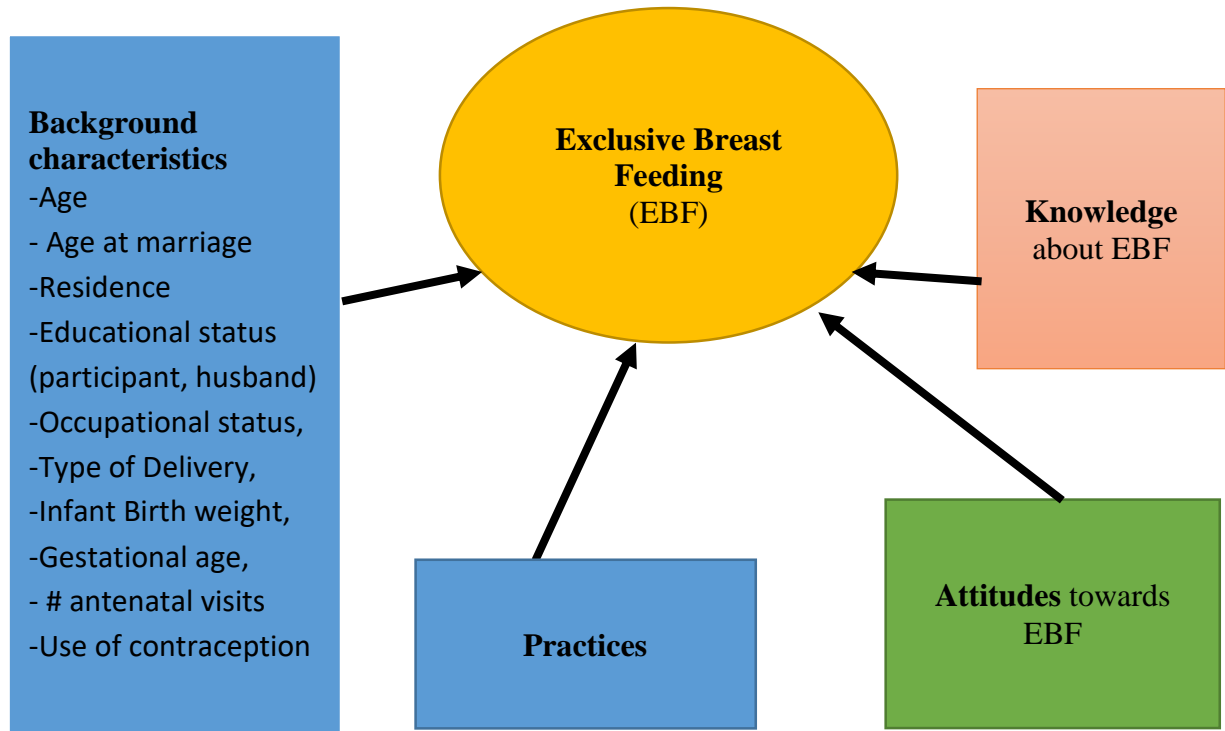 Background
characteristics
-Age
- Age at marriage
-Residence
-Educational status
(participant, husband)
-Occupational status,
-Type of Delivery,
-Infant Birth weight,
-Gestational age,
- # antenatal visits
-Use of contraception
Exclusive Breast
Feeding
(EBF)
Knowledge
about EBF
Practices
Attitudes towards
EBF